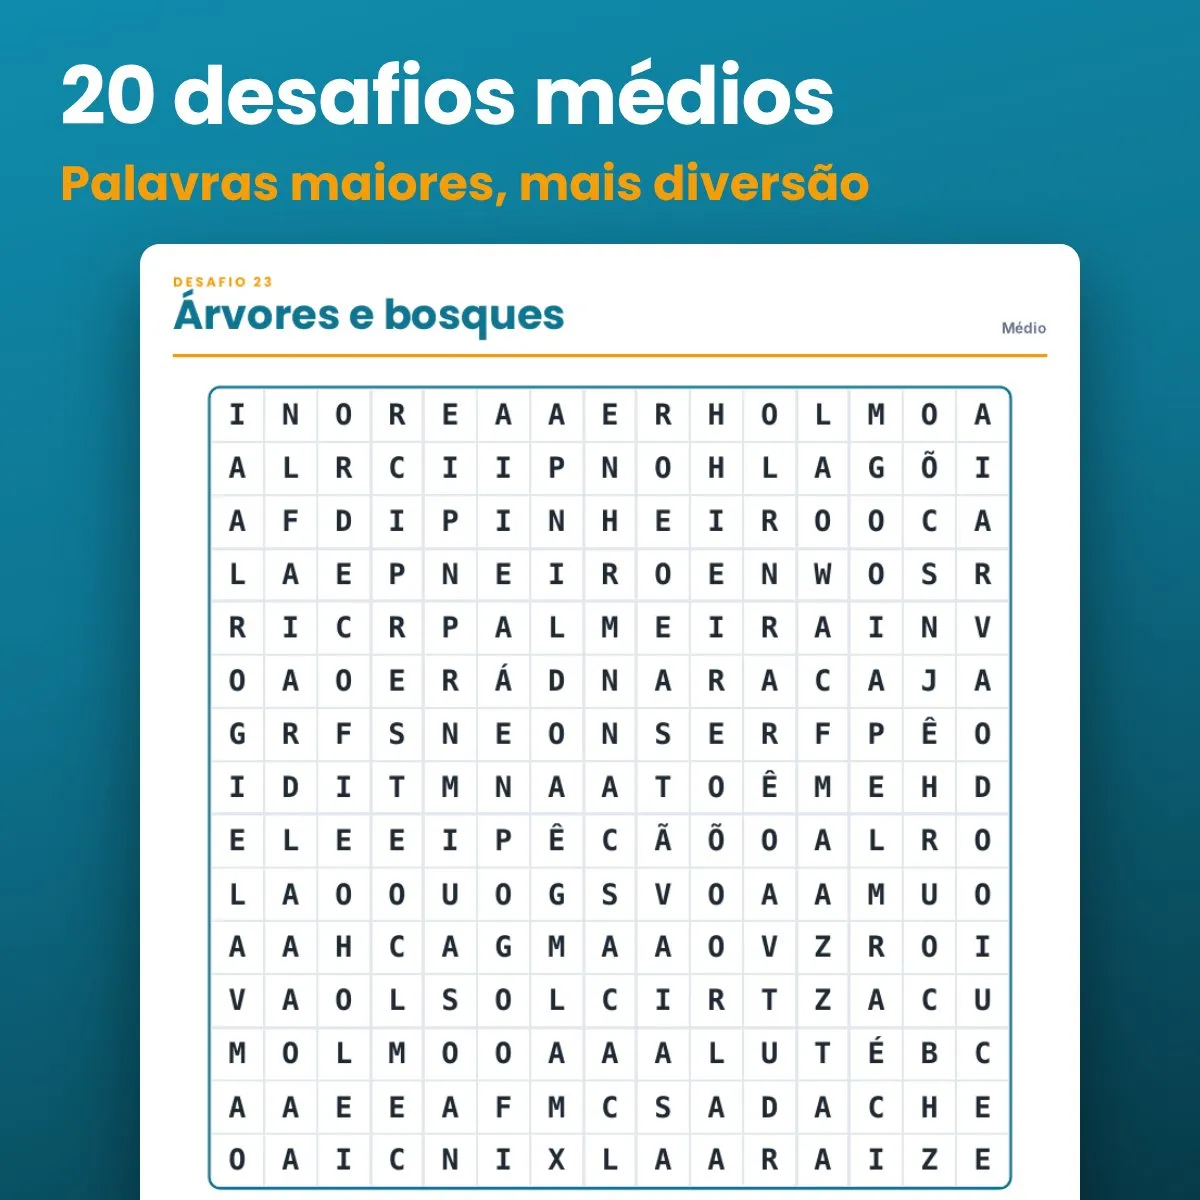 20 desafios médios
Palavras maiores, mais diversão
DESAFIO 23
Árvores e bosques
Médio
I N O R E A A E R H O L M O A
A L R C I I P N O H L A G Õ I
A F D I P I N H E I R O O C A
L A E P N E I R O E N W O S R
R I C R P A L M E I R A I N V
O A O E R Á D N A R A C A J A
G R F S N E O N S E R F P Ê O
I D I T M N A A T O Ê M E H D
E L E E I P Ê C Ã Õ O A L R O
L A O O U O G S V O A A M U O
A A H C A G M A A O V Z R O I
V A O L S O L C I R T Z A C U
M O L M O O A A A L U T É B C
A A E E A F M C S A D A C H E
O A I C N I X L A A R A I Z E